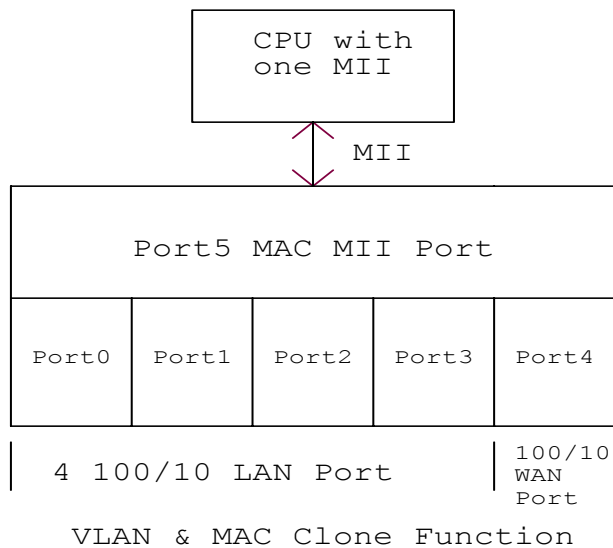 CPU with
one MII
MII
Port5 MAC MII Port
Port0 Port1 Port2 Port3 Port4
4 100/10 LAN Port
100/10
WAN
Port
VLAN & MAC Clone Function